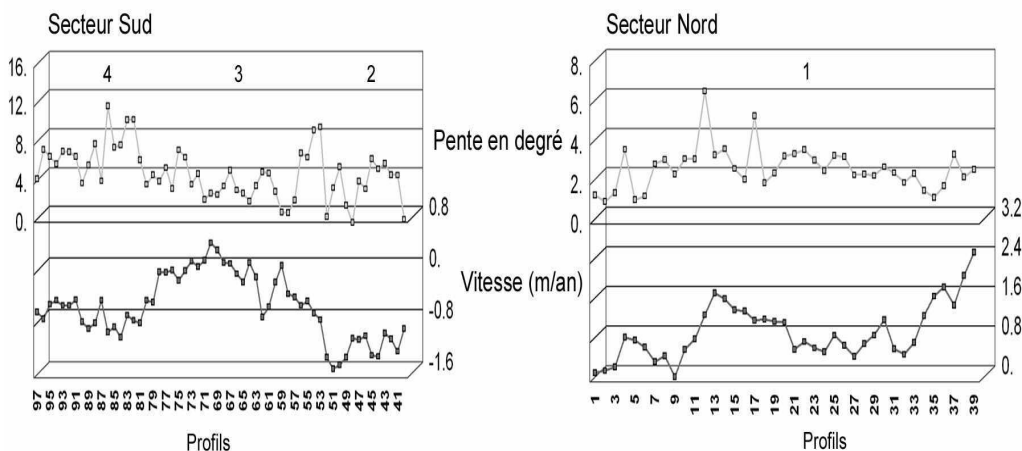 Secteur Sud
16.
12.
8.
4.
0.
4
3
2
0.8
0.
-0.8
-1.6
97 95 93 91 89 87 85 83 81 79 77 75 73 71 69 67 65 63 61 59 57 55 53 51 49 47 45 43 41
Profils
Pente en degré
Vitesse (m/an)
Secteur Nord
8.
6.
4.
2.
0.
1
3.2
2.4
1.6
0.8
0.
1 3 5 7 9 11 13 15 17 19 21 23 25 27 29 31 33 35 37 39
Profils